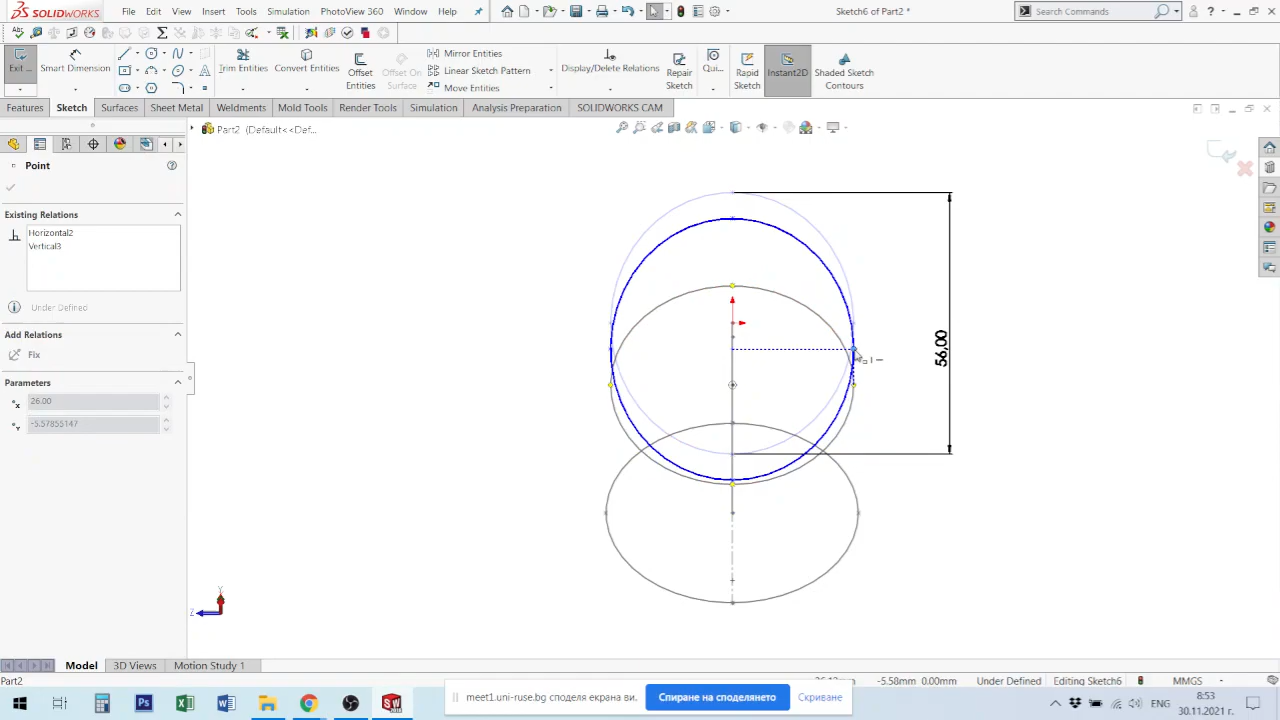 SOLIDWORKS File Edit View Insert Tools Simulation PhotoView 360 Window Help Sketch6 of Part2 * Search Commands
Exit ... Smart Dimension Trim Entities Convert Entities Offset Entities Offset On Surface Mirror Entities Linear Sketch Pattern Move Entities Display/Delete Relations Repair Sketch Qui... Rapid Sketch Instant2D Shaded Sketch Contours
Features Sketch Surfaces Sheet Metal Weldments Mold Tools Render Tools Simulation Analysis Preparation SOLIDWORKS CAM
Part2 (Default<<Def...
Point
Existing Relations
Horizontal2
Vertical3
Under Defined
Add Relations
Fix
Parameters
26.00
-5.57855147
56,00
Y
Z
Model 3D Views Motion Study 1
Part2 -5.58mm 0.00mm Under Defined Editing Sketch6 MMGS
meet1.uni-ruse.bg споделя екрана ви. Спиране на споделянето Скриване
ENG 8:53
30.11.2021 г.